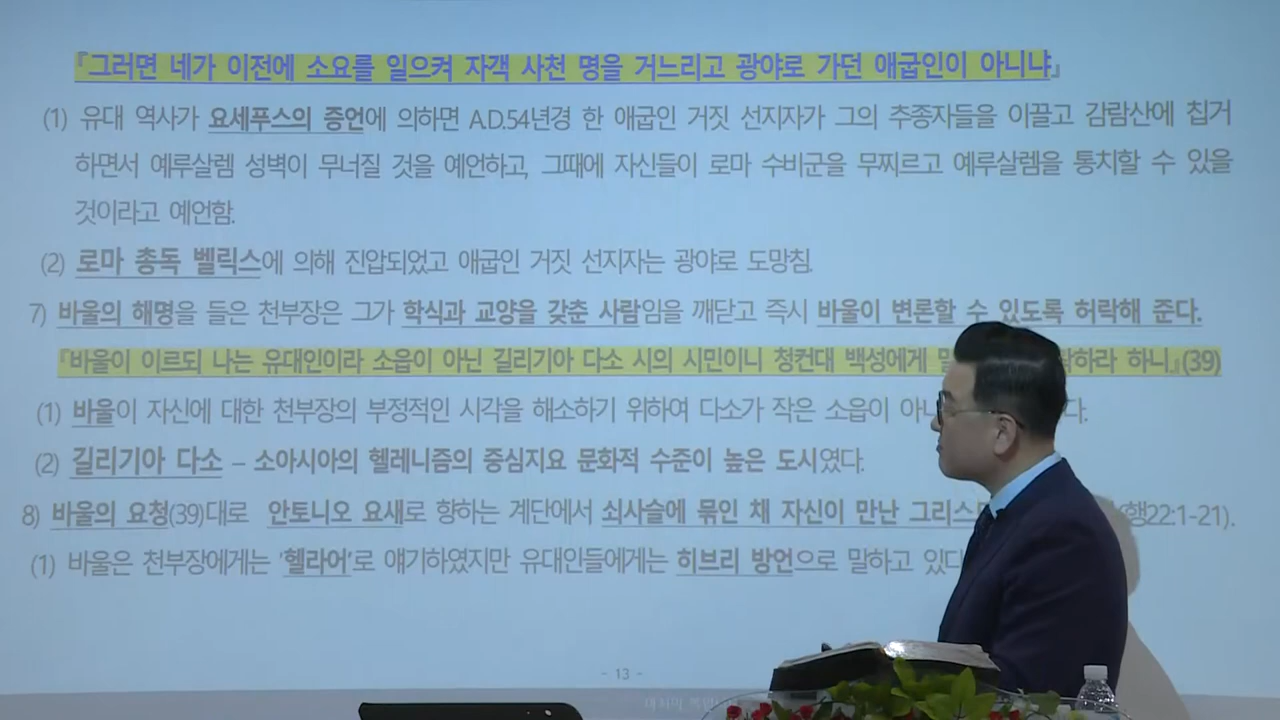 『그러면 네가 이전에 소요를 일으켜 자객 사천 명을 거느리고 광야로 가던 애굽인이 아니냐』
(1) 유대 역사가 요세푸스의 증언에 의하면 A.D.54년경 한 애굽인 거짓 선지자가 그의 추종자들을 이끌고 감람산에 칩거
하면서 예루살렘 성벽이 무너질 것을 예언하고, 그때에 자신들이 로마 수비군을 무찌르고 예루살렘을 통치할 수 있을
것이라고 예언함.
(2) 로마 총독 벨릭스에 의해 진압되었고 애굽인 거짓 선지자는 광야로 도망침.
7) 바울의 해명을 들은 천부장은 그가 학식과 교양을 갖춘 사람임을 깨닫고 즉시 바울이 변론할 수 있도록 허락해 준다.
『바울이 이르되 나는 유대인이라 소읍이 아닌 길리기아 다소 시의 시민이니 청컨대 백성에게 하라 하니』(39)
(1) 바울이 자신에 대한 천부장의 부정적인 시각을 해소하기 위하여 다소가 작은 소읍이 다.
(2) 길리기아 다소 – 소아시아의 헬레니즘의 중심지요 문화적 수준이 높은 도시였다.
8) 바울의 요청(39)대로 안토니오 요새로 향하는 계단에서 쇠사슬에 묶인 채 자신이 만난 (행22:1-21).
(1) 바울은 천부장에게는 '헬라어'로 얘기하였지만 유대인들에게는 히브리 방언으로 말하고
- 13 -